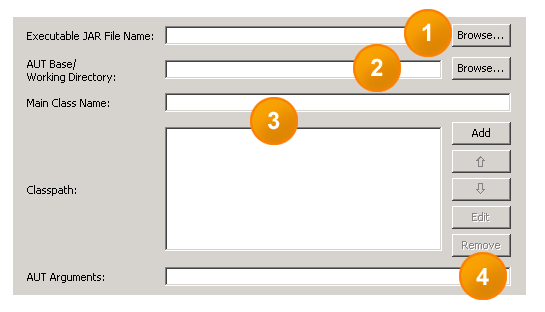 Executable JAR File Name:
1
Browse...
AUT Base/
Working Directory:
2
Browse...
Main Class Name:
3
Add
Classpath:
Edit
Remove
AUT Arguments:
4